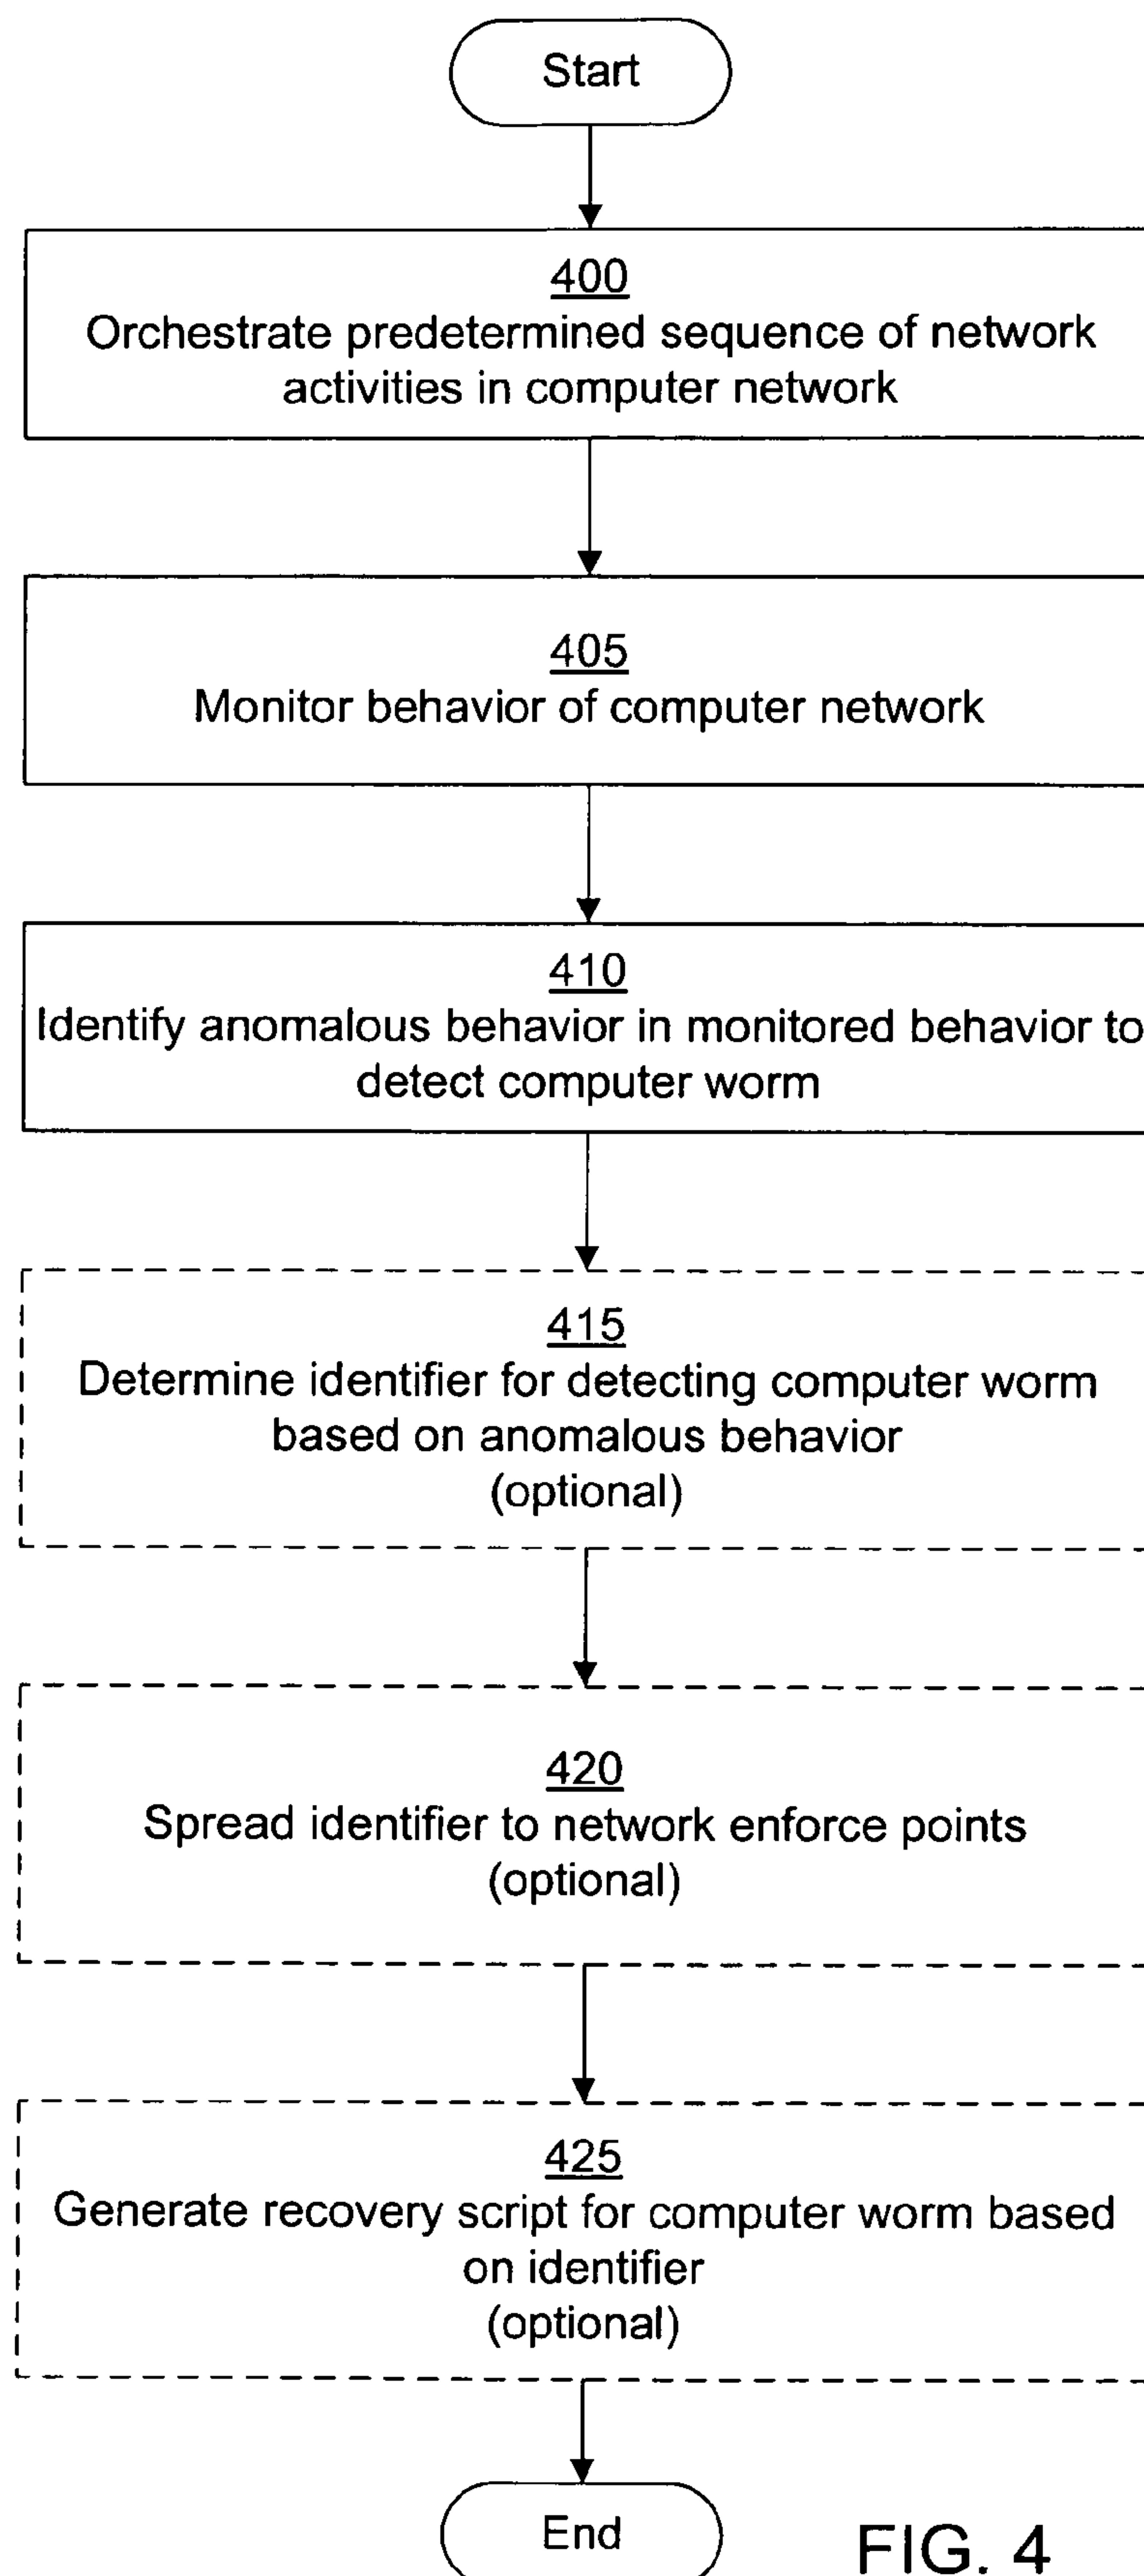 Start
400
Orchestrate predetermined sequence of network
activities in computer network
405
Monitor behavior of computer network
410
Identify anomalous behavior in monitored behavior to
detect computer worm
415
Determine identifier for detecting computer worm
based on anomalous behavior
(optional)
420
Spread identifier to network enforce points
(optional)
425
Generate recovery script for computer worm based
on identifier
(optional)
End
FIG. 4